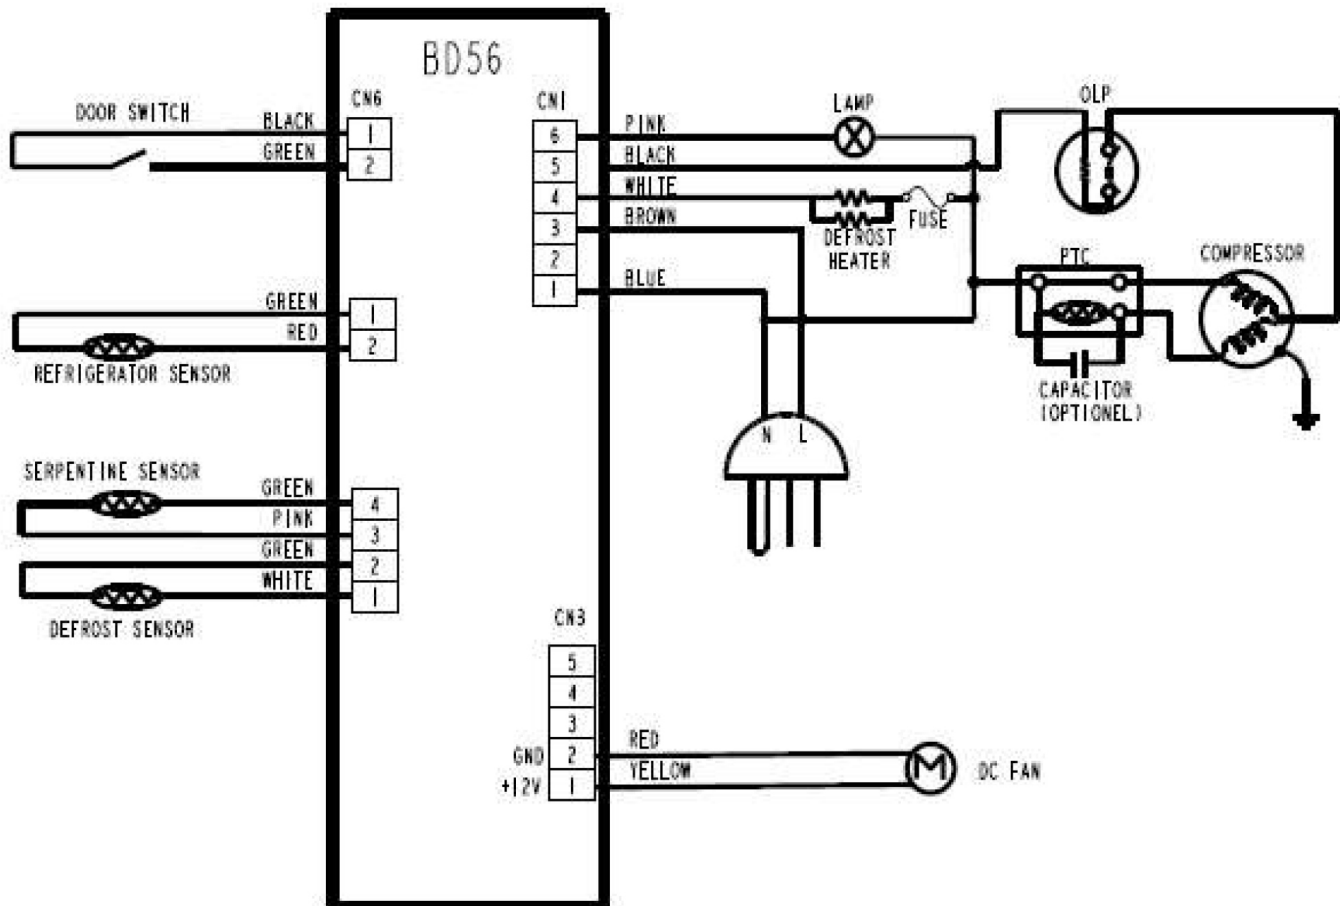 BD56
DOOR SWITCH
BLACK
GREEN
CN6
1
2
GREEN
RED
1
2
REFRIGERATOR SENSOR
SERPENTINE SENSOR
GREEN
PINK
GREEN
WHITE
4
3
2
1
DEFROST SENSOR
CN1
6
5
4
3
2
1
PINK
BLACK
WHITE
BROWN
BLUE
LAMP
OLP
FUSE
DEFROST
HEATER
PTC
COMPRESSOR
CAPACITOR
(OPTIONEL)
N L
CN3
5
4
3
GND 2
+12V 1
RED
YELLOW
M
DC FAN